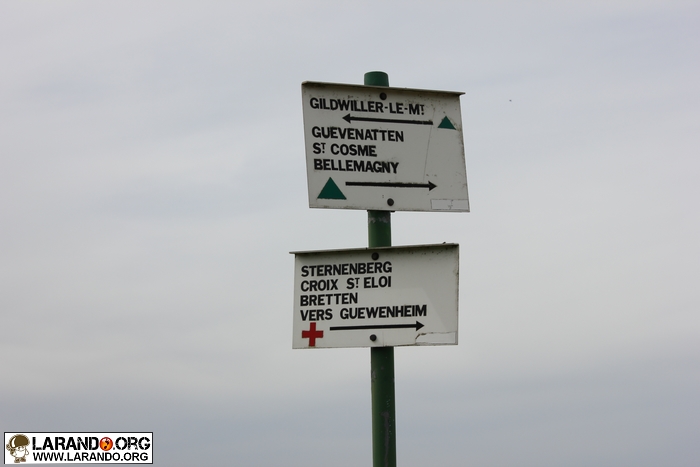 GILDWILLER-LE-MT
GUEVENATTEN
ST COSME
BELLEMAGNY
STERNENBERG
CROIX ST ELOI
BRETTEN
VERS GUEWENHEIM
LARANDO.ORG
WWW.LARANDO.ORG